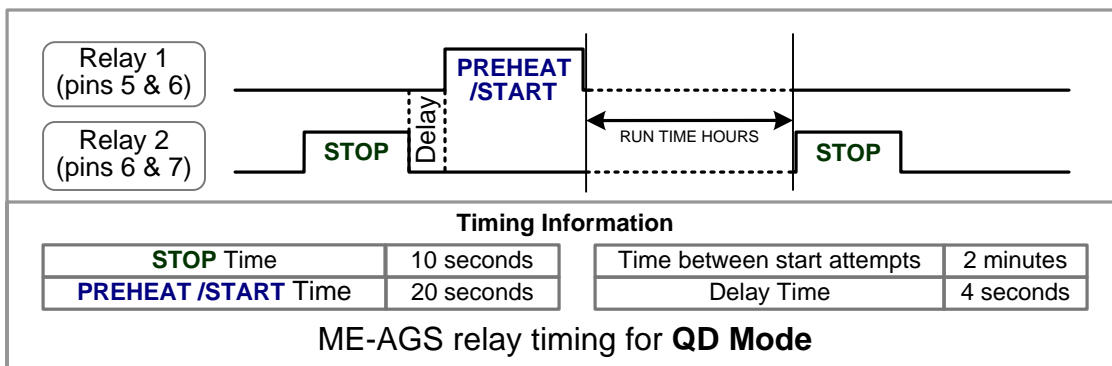 Relay 1
(pins 5 & 6)
PREHEAT
/START
Delay
RUN TIME HOURS
Relay 2
(pins 6 & 7)
STOP
STOP
Timing Information
STOP Time 10 seconds
PREHEAT /START Time 20 seconds
Time between start attempts 2 minutes
Delay Time 4 seconds
ME-AGS relay timing for QD Mode